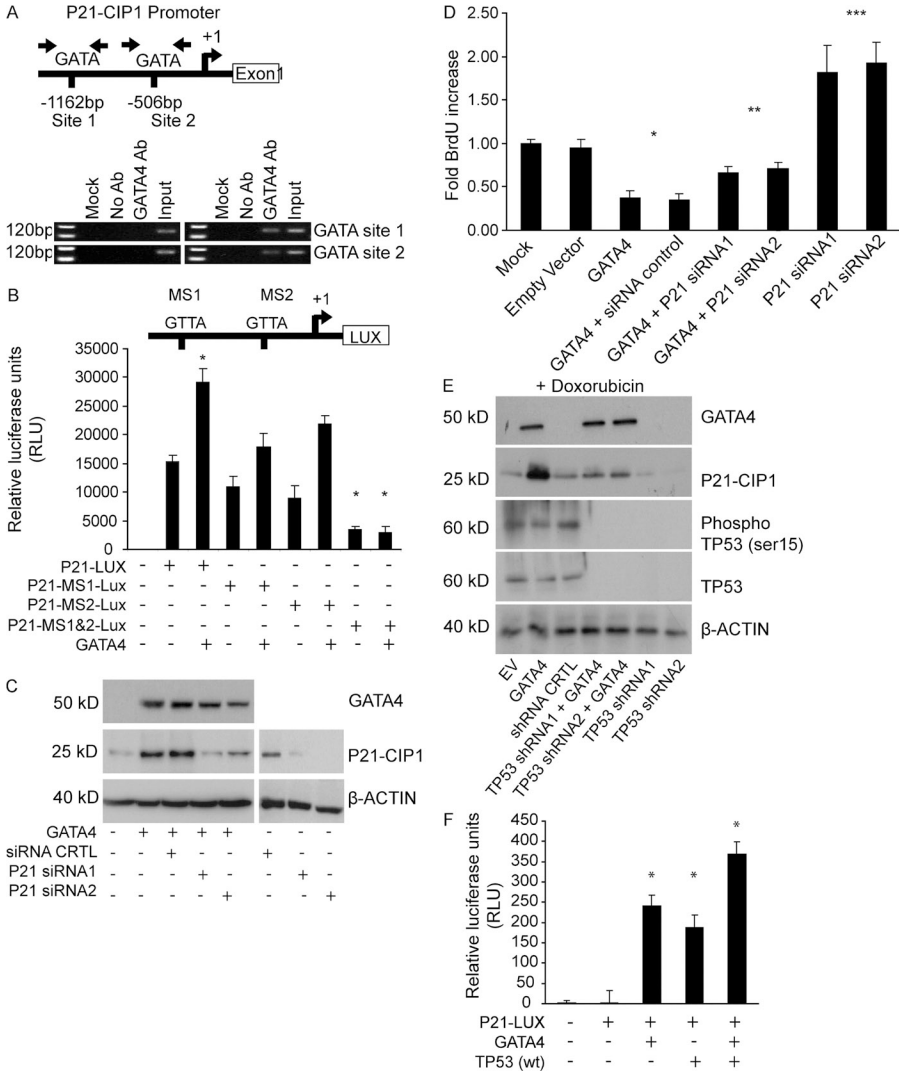 A
P21-CIP1 Promoter
+1
GATA GATA
Exon1
-1162bp -506bp
Site 1 Site 2
Mock No Ab GATA4 Ab Input Mock No Ab GATA4 Ab Input
120bp GATA site 1
120bp GATA site 2
B
MS1 MS2 +1
GTTA GTTA
LUX
Relative luciferase units
(RLU)
35000
30000
25000
20000
15000
10000
5000
0
* * *
P21-LUX - + + - - - - - -
P21-MS1-Lux - - - + + - - - -
P21-MS2-Lux - - - - - + + - -
P21-MS1&2-Lux - - - - - - - + +
GATA4 - - + - + - + - +
C
50 kD GATA4
25 kD P21-CIP1
40 kD β-ACTIN
GATA4 - + + + + - - -
siRNA CRTL - - + - - + - -
P21 siRNA1 - - - + - - + -
P21 siRNA2 - - - - + - - +
D
Fold BrdU increase
2.50
2.00
1.50
1.00
0.50
0.00
* ** ***
Mock
Empty Vector
GATA4
GATA4 + siRNA control
GATA4 + P21 siRNA1
GATA4 + P21 siRNA2
P21 siRNA1
P21 siRNA2
E
+ Doxorubicin
50 kD GATA4
25 kD P21-CIP1
60 kD Phospho
TP53 (ser15)
60 kD TP53
40 kD β-ACTIN
EV
GATA4
shRNA CRTL
TP53 shRNA1 + GATA4
TP53 shRNA2 + GATA4
TP53 shRNA1
TP53 shRNA2
F
Relative luciferase units
(RLU)
450
400
350
300
250
200
150
100
50
0
* * *
P21-LUX - + + + +
GATA4 - - + - +
TP53 (wt) - - - + +